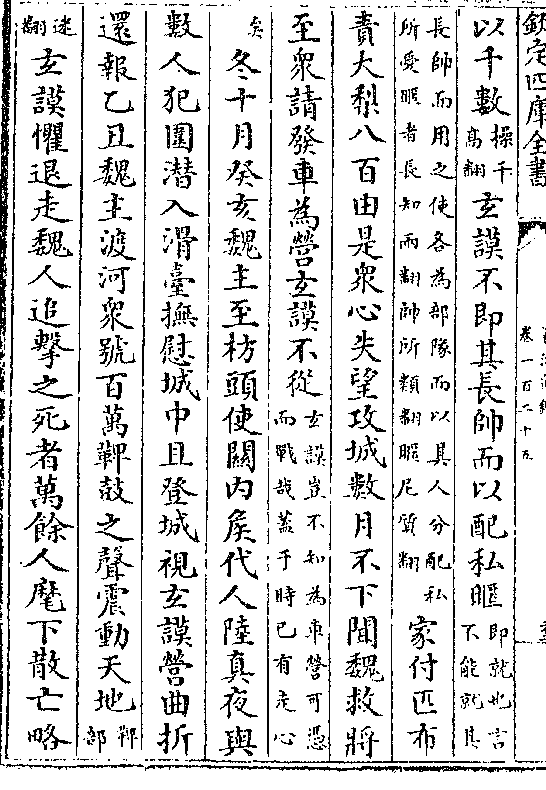 欽定四庫全書
卷一百二十五
以千數操千高翻玄謨不即其長帥而以配私暱即就也言不能就其
長帥而用之使各為部隊而以其人分配私所愛暱者長知兩翻帥所類翻暱尼質翻家付匹布
責大梨八百由是衆心失望攻城數月不下聞魏救將
至衆請發車為營玄謨不從玄謨豈不知為車營可憑而戰哉蓋于時已有走心
矣冬十月癸亥魏主至枋頭使關内侯代人陸真夜與
數人犯圍潛入滑臺撫慰城中且登城視玄謨營曲折
還報乙丑魏主渡河衆號百萬鞞鼓之聲震動天地鞞部
迷翻玄謨懼退走魏人追擊之死者萬餘人麾下散亡略